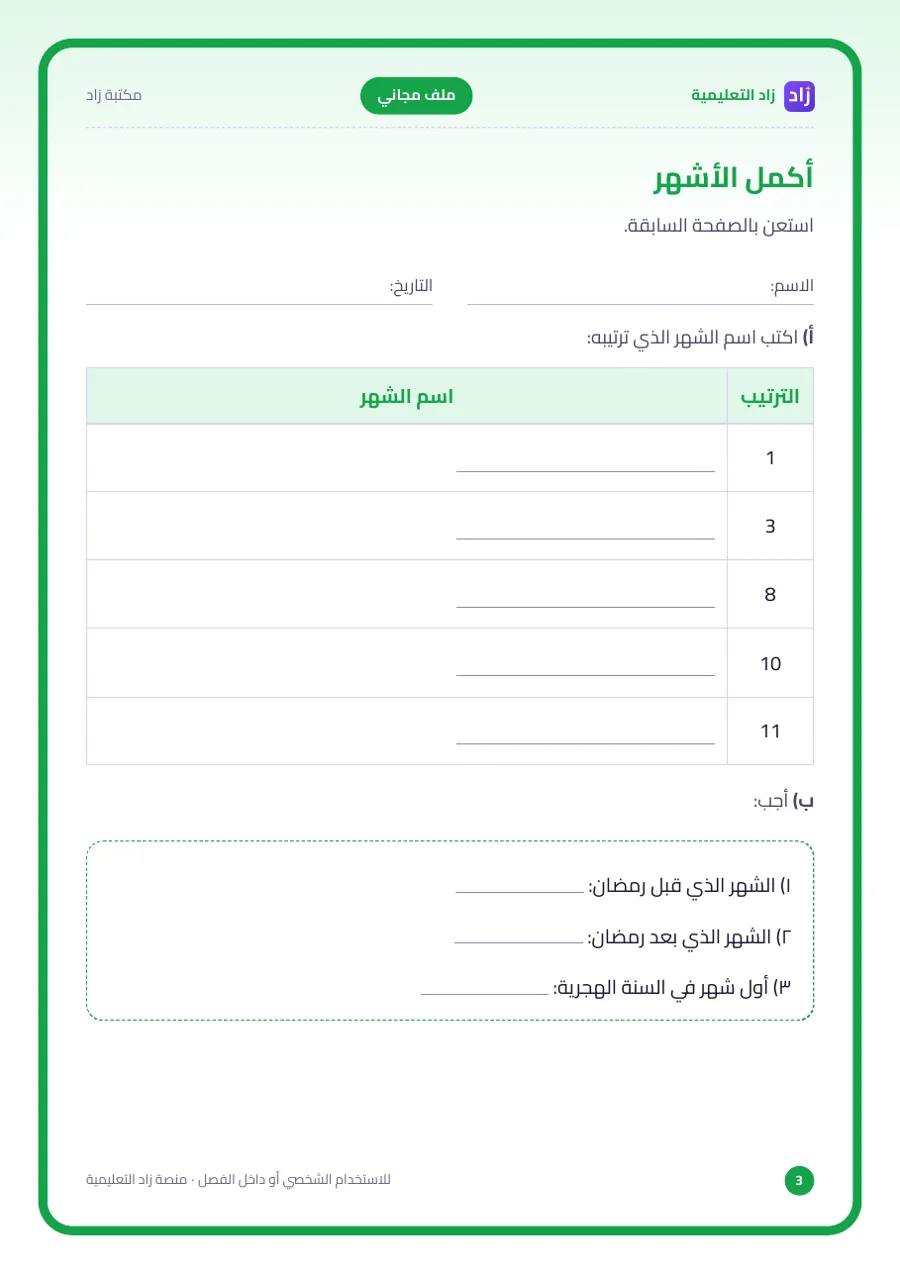 زاد زاد التعليمية
ملف مجاني
مكتبة زاد
أكمل الأشهر
استعن بالصفحة السابقة.
الاسم: التاريخ:
أ) اكتب اسم الشهر الذي ترتيبه:
الترتيب اسم الشهر
1
3
8
10
11
ب) أجب:
١) الشهر الذي قبل رمضان:
٢) الشهر الذي بعد رمضان:
٣) أول شهر في السنة الهجرية:
3 للاستخدام الشخصي أو داخل الفصل · منصة زاد التعليمية